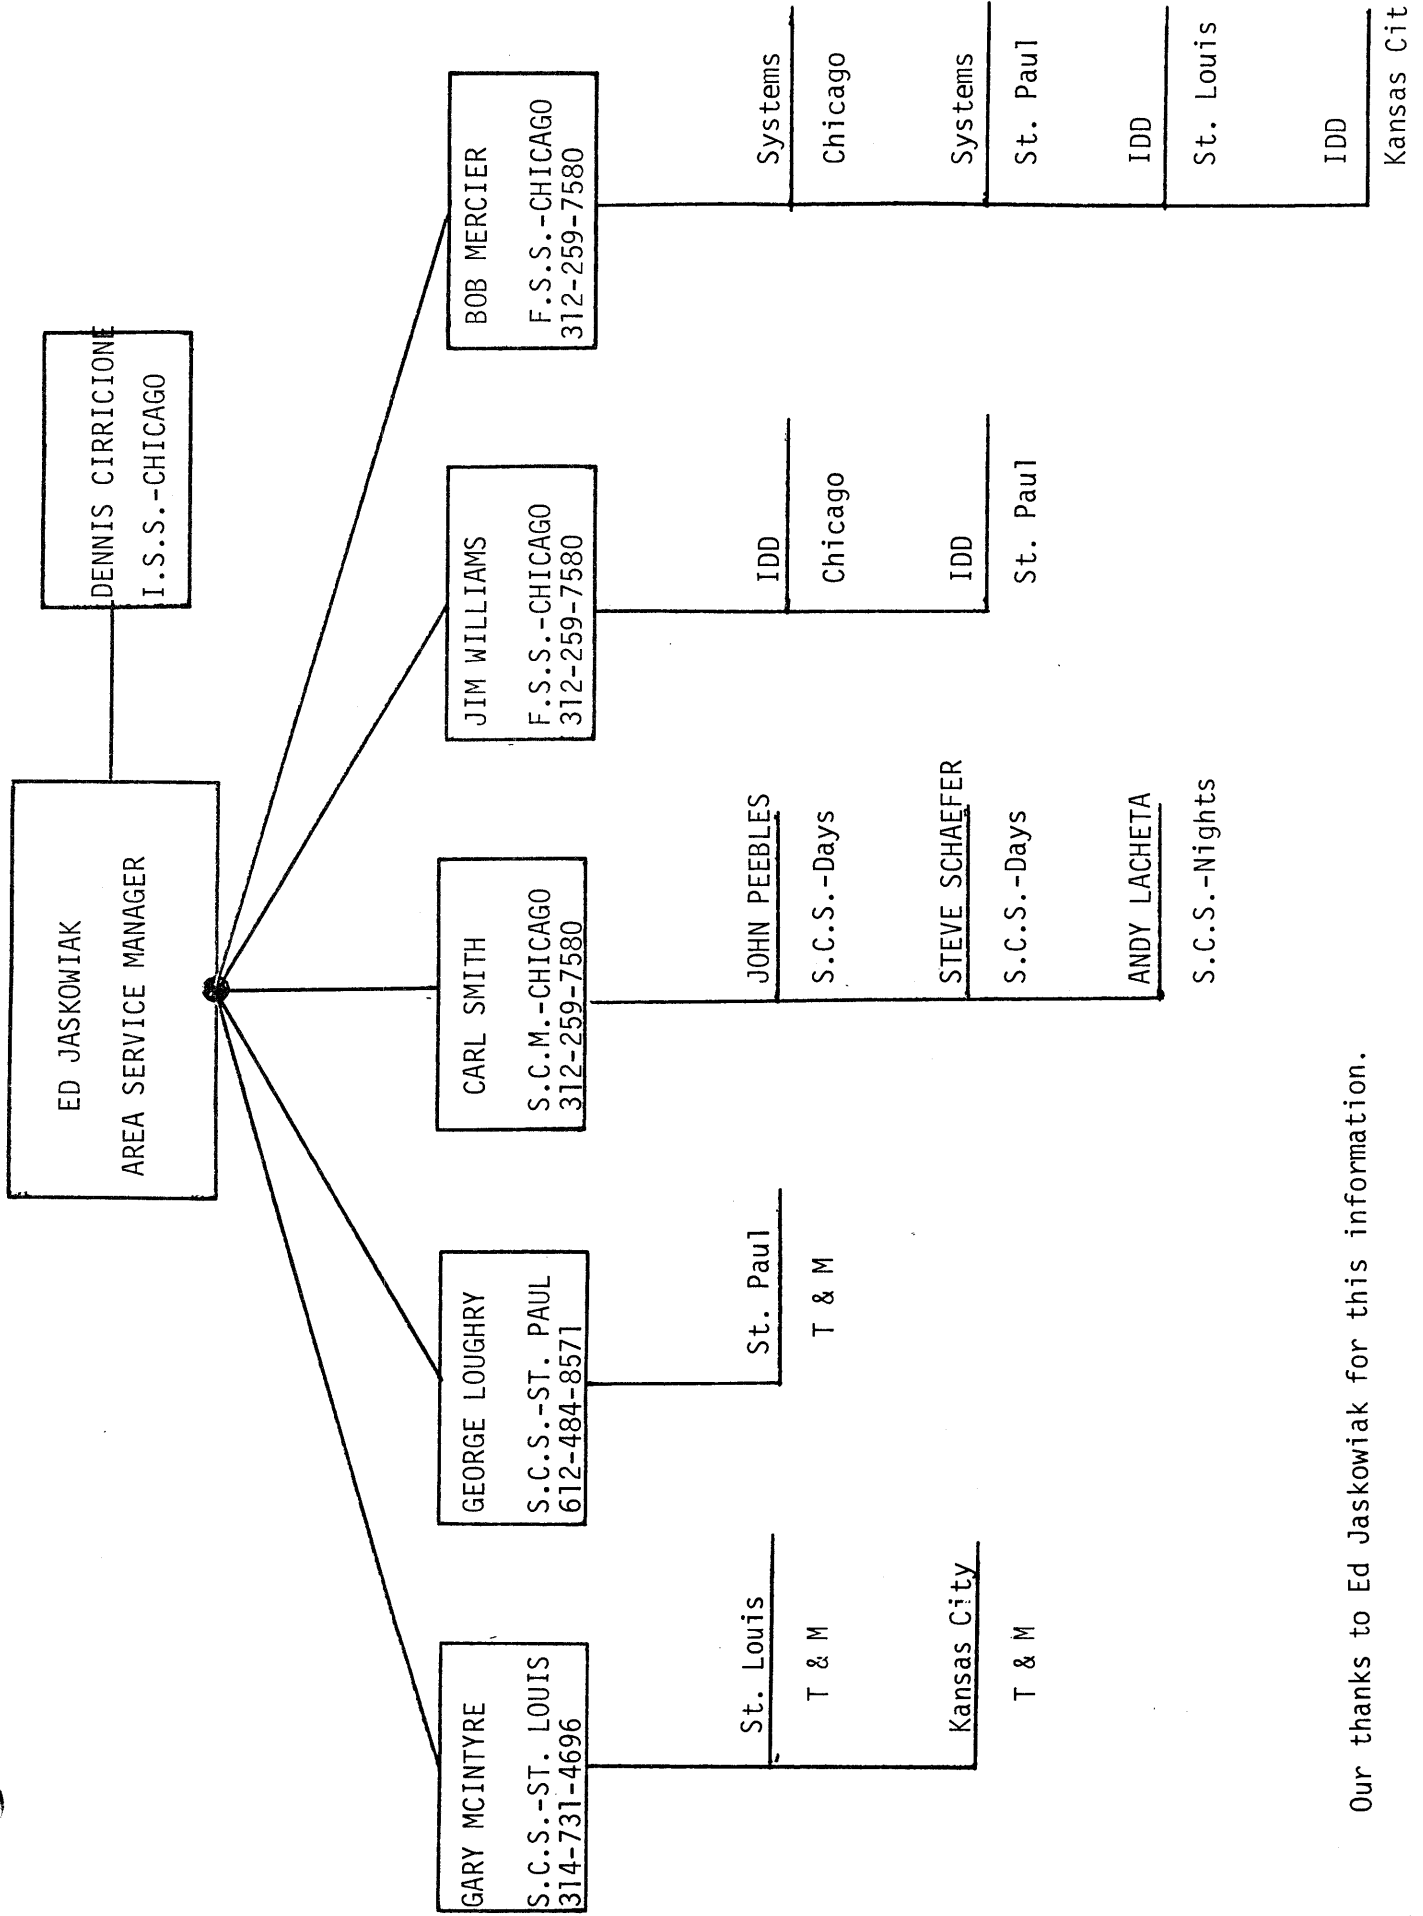 ED JASKOWIAK
AREA SERVICE MANAGER
DENNIS CIRRICIONE
I.S.S.-CHICAGO
GARY MCINTYRE
S.C.S.-ST. LOUIS
314-731-4696
St. Louis
T & M
Kansas City
T & M
GEORGE LOUGHRY
S.C.S.-ST. PAUL
612-484-8571
St. Paul
T & M
CARL SMITH
S.C.M.-CHICAGO
312-259-7580
JOHN PEEBLES
S.C.S.-Days
STEVE SCHAEFER
S.C.S.-Days
ANDY LACHETA
S.C.S.-Nights
JIM WILLIAMS
F.S.S.-CHICAGO
312-259-7580
IDD
Chicago
IDD
St. Paul
BOB MERCIER
F.S.S.-CHICAGO
312-259-7580
Systems
Chicago
Systems
St. Paul
IDD
St. Louis
IDD
Kansas Cit
Our thanks to Ed Jaskowiak for this information.